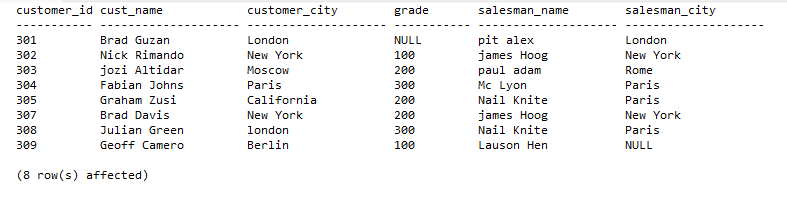 customer_id cust_name customer_city grade salesman_name salesman_city
----------- -------------------- -------------------- ----------- -------------------- --------------------
301 Brad Guzan London NULL pit alex London
302 Nick Rimando New York 100 james Hoog New York
303 jozi Altidar Moscow 200 paul adam Rome
304 Fabian Johns Paris 300 Mc Lyon Paris
305 Graham Zusi California 200 Nail Knite Paris
307 Brad Davis New York 200 james Hoog New York
308 Julian Green london 300 Nail Knite Paris
309 Geoff Camero Berlin 100 Lauson Hen NULL
(8 row(s) affected)